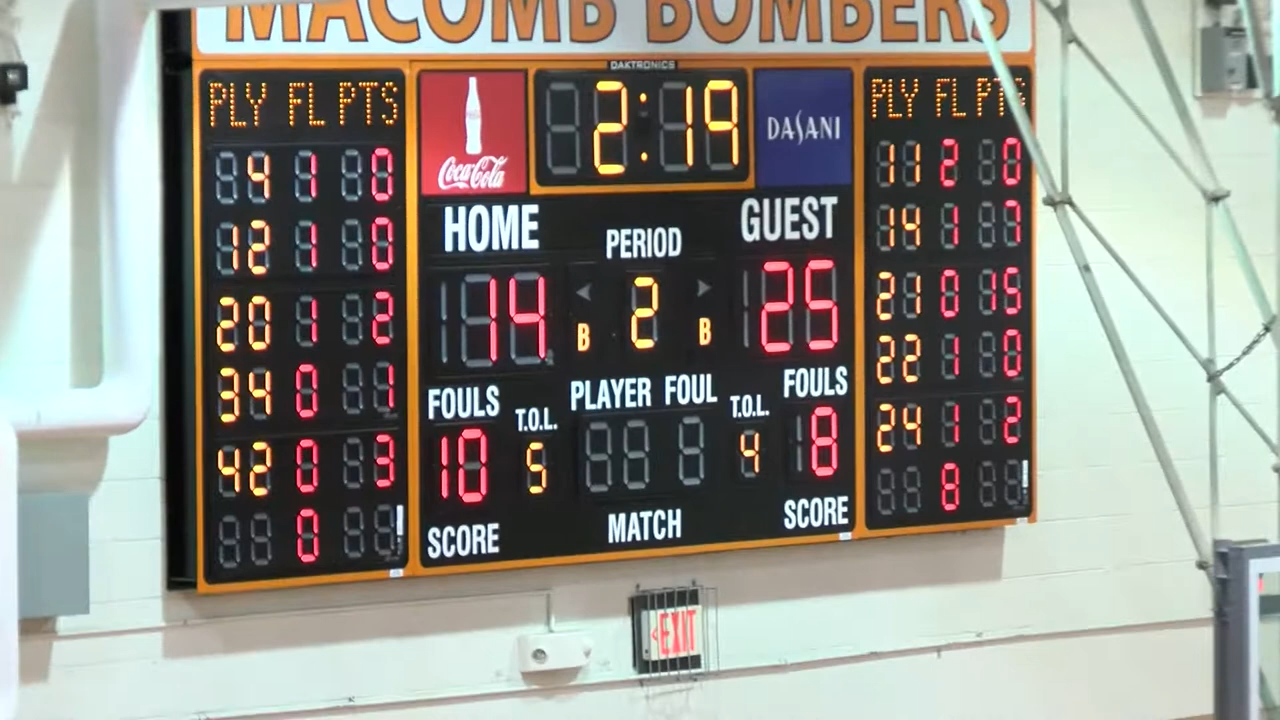 MACOMB BOMBERS
DAKTRONICS
PLY FL PTS
4 1 0
12 1 0
20 1 2
34 0 1
42 0 3
0
Coca-Cola
2:19
DASANI
HOME
PERIOD
GUEST
14
B 2 B
25
FOULS
T.O.L.
PLAYER FOUL
T.O.L.
FOULS
10
5
4
8
SCORE
MATCH
SCORE
PLY FL PTS
11 2 0
14 1 7
21 0 15
22 1 0
24 1 2
8
EXIT